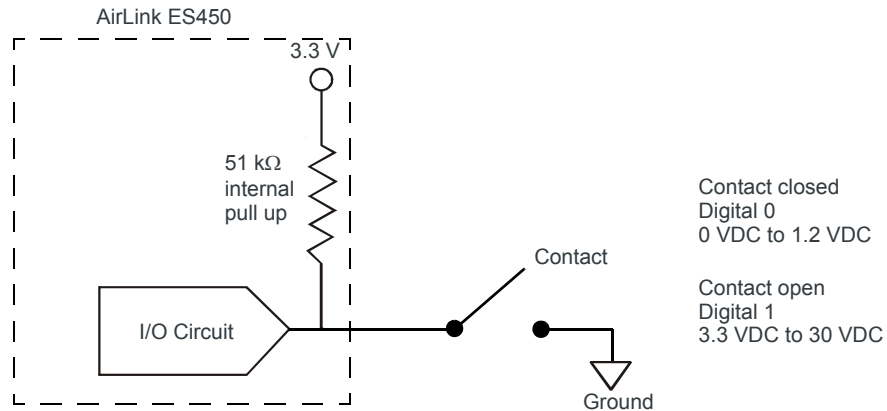 AirLink ES450
3.3 V
51 kΩ
internal
pull up
I/O Circuit
Contact
Ground
Contact closed
Digital 0
0 VDC to 1.2 VDC
Contact open
Digital 1
3.3 VDC to 30 VDC